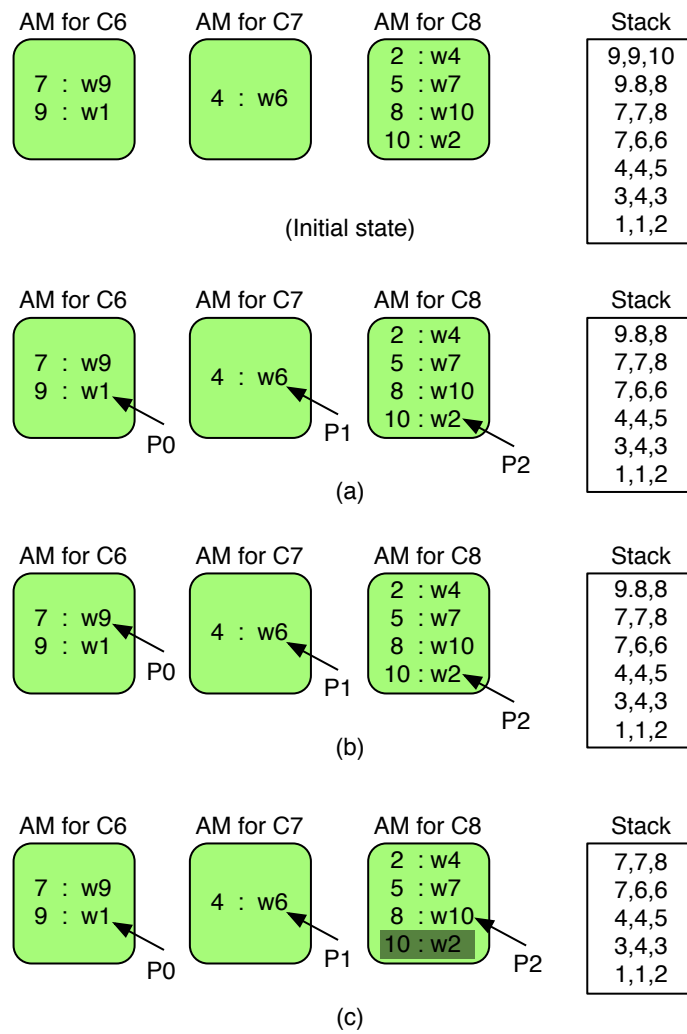 AM for C6 AM for C7 AM for C8 Stack
2 : w4 9,9,10
7 : w9 5 : w7 9.8,8
4 : w6 7,7,8
9 : w1 8 : w10 7,6,6
10 : w2 4,4,5
3,4,3
(Initial state) 1,1,2
AM for C6 AM for C7 AM for C8 Stack
2 : w4 9.8,8
7 : w9 5 : w7 7,7,8
4 : w6 7,6,6
9 : w1 8 : w10 4,4,5
10 : w2 3,4,3
P0 P1 P2 1,1,2
(a)
AM for C6 AM for C7 AM for C8 Stack
2 : w4 9.8,8
7 : w9 5 : w7 7,7,8
4 : w6 7,6,6
9 : w1 8 : w10 4,4,5
10 : w2 3,4,3
P0 P1 P2 1,1,2
(b)
AM for C6 AM for C7 AM for C8 Stack
2 : w4 7,7,8
7 : w9 5 : w7 7,6,6
4 : w6 4,4,5
9 : w1 8 : w10 3,4,3
10 : w2 1,1,2
P0 P1 P2
(c)